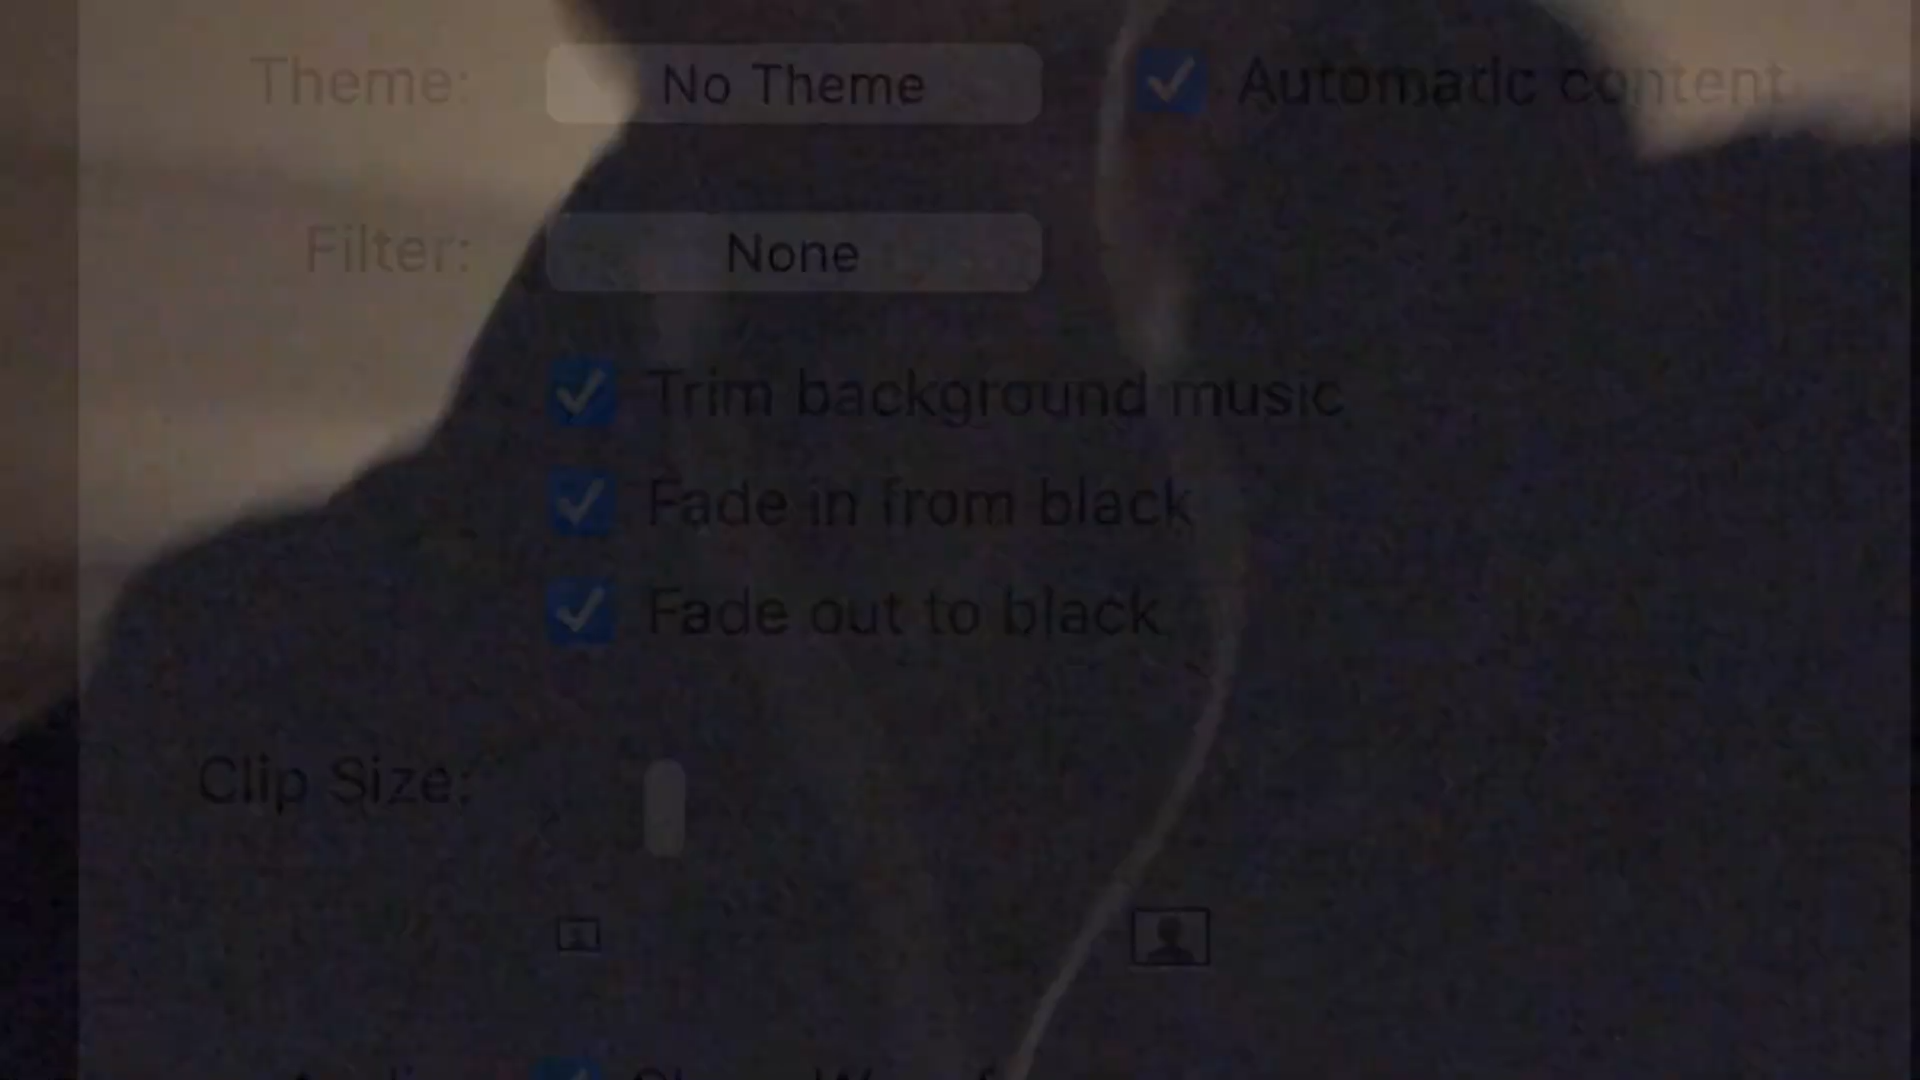 Theme: No Theme Automatic content
Filter: None
Trim background music
Fade in from black
Fade out to black
Clip Size: